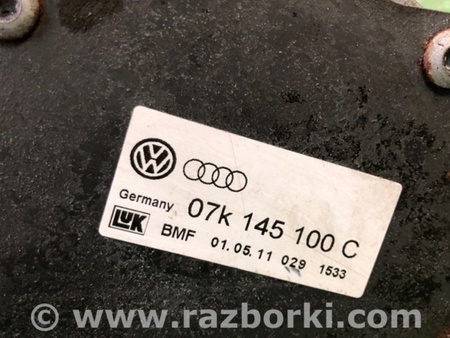 Germany 07k 145 100 C
LUK BMF 01.05.11 029 1533
© www.razborki.com